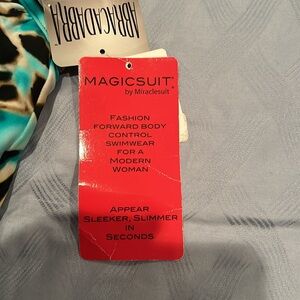 ABRACADABRA
MAGICSUIT®
by Miraclesuit®
FASHION
FORWARD BODY
CONTROL
SWIMWEAR
FOR A
MODERN
WOMAN
APPEAR
SLEEKER, SLIMMER
IN
SECONDS